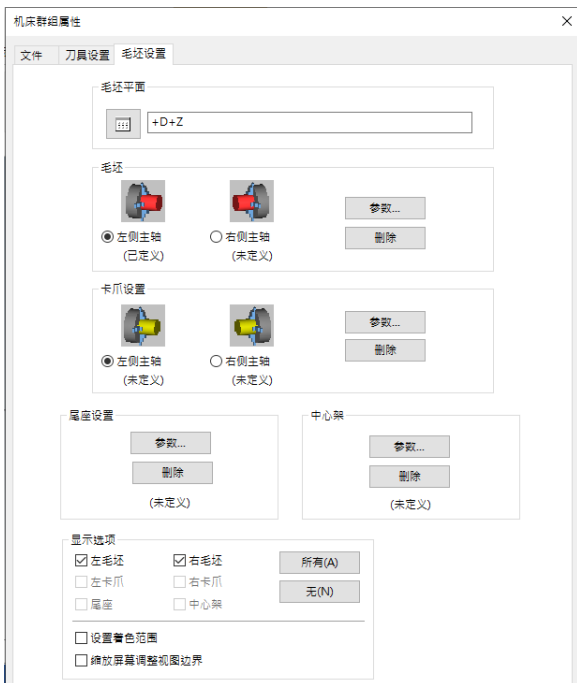 机床群组属性
文件 刀具设置 毛坯设置
毛坯平面
+D+Z
毛坯
左侧主轴 右侧主轴 参数...
(已定义) (未定义) 删除
卡爪设置
参数...
左侧主轴 右侧主轴 删除
(未定义) (未定义)
尾座设置 中心架
参数... 参数...
删除 删除
(未定义) (未定义)
显示选项
左毛坯 右毛坯 所有(A)
左卡爪 右卡爪 无(N)
尾座 中心架
设置着色范围
缩放屏幕调整视图边界